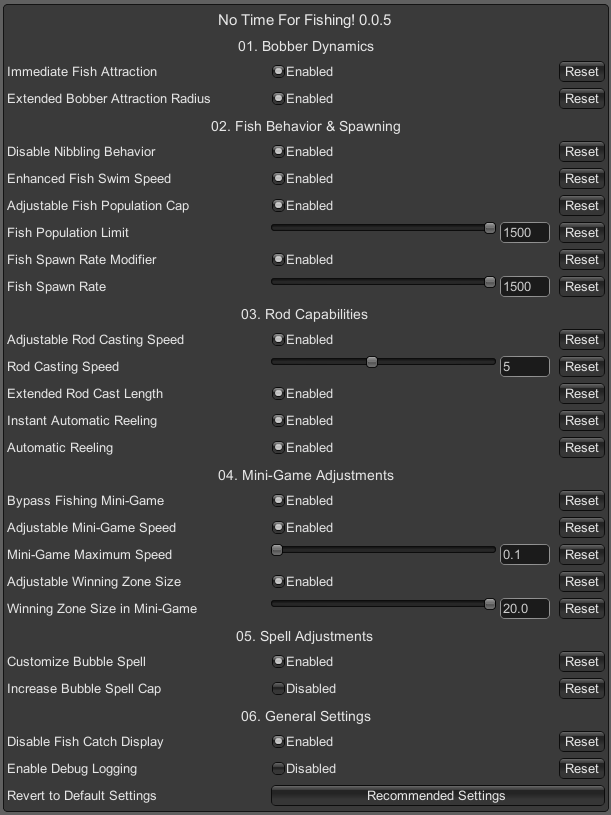 No Time For Fishing! 0.0.5
01. Bobber Dynamics
Immediate Fish Attraction Enabled Reset
Extended Bobber Attraction Radius Enabled Reset
02. Fish Behavior & Spawning
Disable Nibbling Behavior Enabled Reset
Enhanced Fish Swim Speed Enabled Reset
Adjustable Fish Population Cap Enabled Reset
Fish Population Limit 1500 Reset
Fish Spawn Rate Modifier Enabled Reset
Fish Spawn Rate 1500 Reset
03. Rod Capabilities
Adjustable Rod Casting Speed Enabled Reset
Rod Casting Speed 5 Reset
Extended Rod Cast Length Enabled Reset
Instant Automatic Reeling Enabled Reset
Automatic Reeling Enabled Reset
04. Mini-Game Adjustments
Bypass Fishing Mini-Game Enabled Reset
Adjustable Mini-Game Speed Enabled Reset
Mini-Game Maximum Speed 0.1 Reset
Adjustable Winning Zone Size Enabled Reset
Winning Zone Size in Mini-Game 20.0 Reset
05. Spell Adjustments
Customize Bubble Spell Enabled Reset
Increase Bubble Spell Cap Disabled Reset
06. General Settings
Disable Fish Catch Display Enabled Reset
Enable Debug Logging Disabled Reset
Revert to Default Settings Recommended Settings